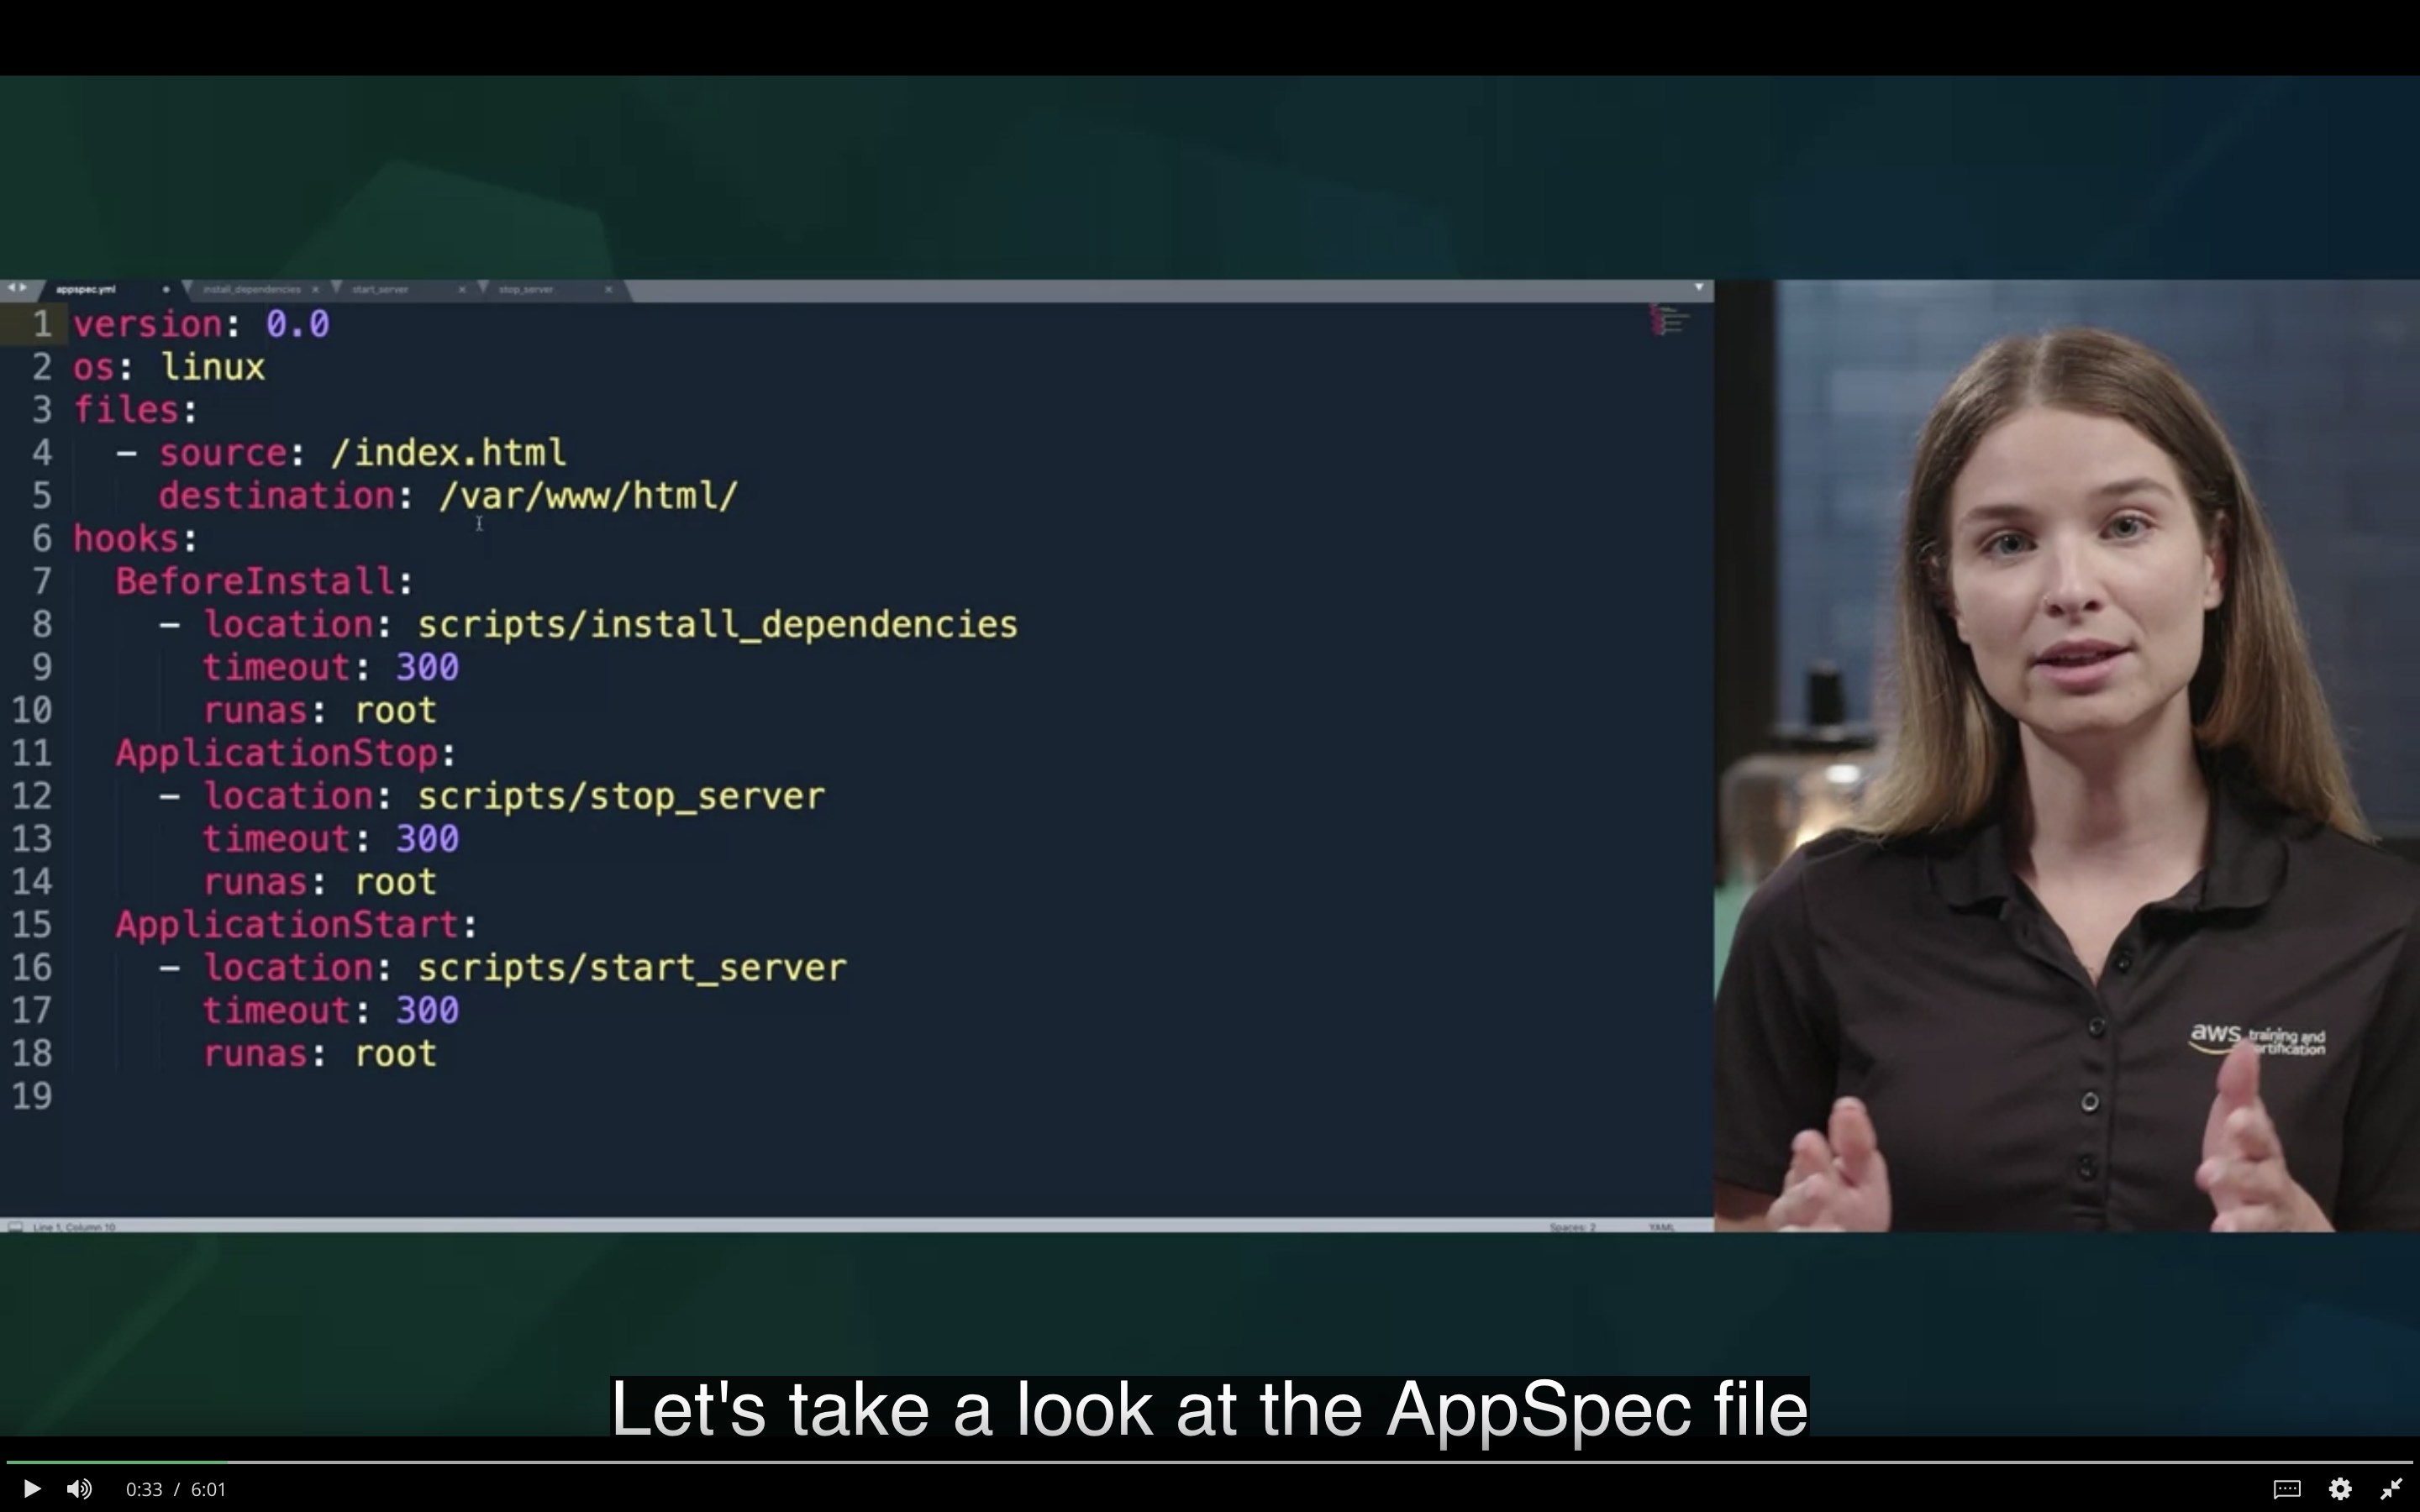 appspec.yml
install_dependencies
start_server
stop_server
1 version: 0.0
2 os: linux
3 files:
4 - source: /index.html
5 destination: /var/www/html/
6 hooks:
7 BeforeInstall:
8 - location: scripts/install_dependencies
9 timeout: 300
10 runas: root
11 ApplicationStop:
12 - location: scripts/stop_server
13 timeout: 300
14 runas: root
15 ApplicationStart:
16 - location: scripts/start_server
17 timeout: 300
18 runas: root
19
Line 1, Column 10
Spaces: 2
YAML
aws training and
ertification
Let's take a look at the AppSpec file
0:33 / 6:01